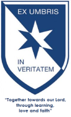 EX UMBRIS
IN
VERITATEM
"Together towards our Lord,
through learning,
love and faith"